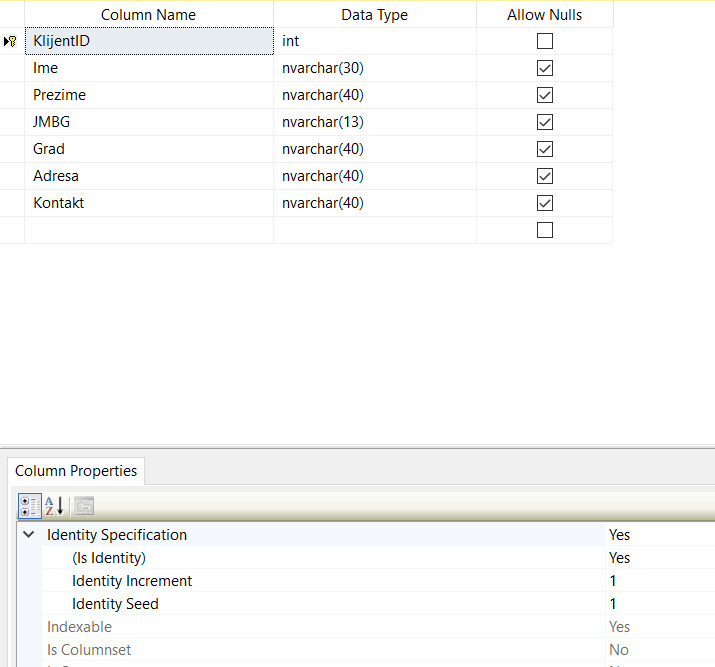 Column Name Data Type Allow Nulls
KlijentID int
Ime nvarchar(30)
Prezime nvarchar(40)
JMBG nvarchar(13)
Grad nvarchar(40)
Adresa nvarchar(40)
Kontakt nvarchar(40)
Column Properties
Identity Specification Yes
(Is Identity) Yes
Identity Increment 1
Identity Seed 1
Indexable Yes
Is Columnset No